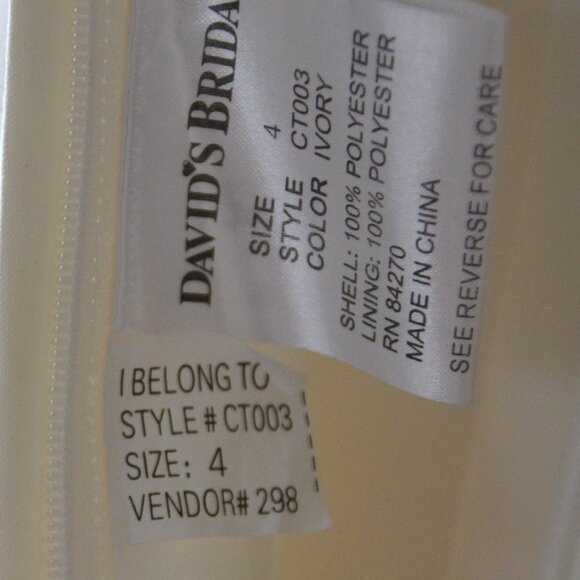 DAVID'S BRIDA
SIZE 4
STYLE CT003
COLOR IVORY
SHELL: 100% POLYESTER
LINING: 100% POLYESTER
RN 84270
MADE IN CHINA
SEE REVERSE FOR CARE
I BELONG TO
STYLE # CT003
SIZE: 4
VENDOR# 298